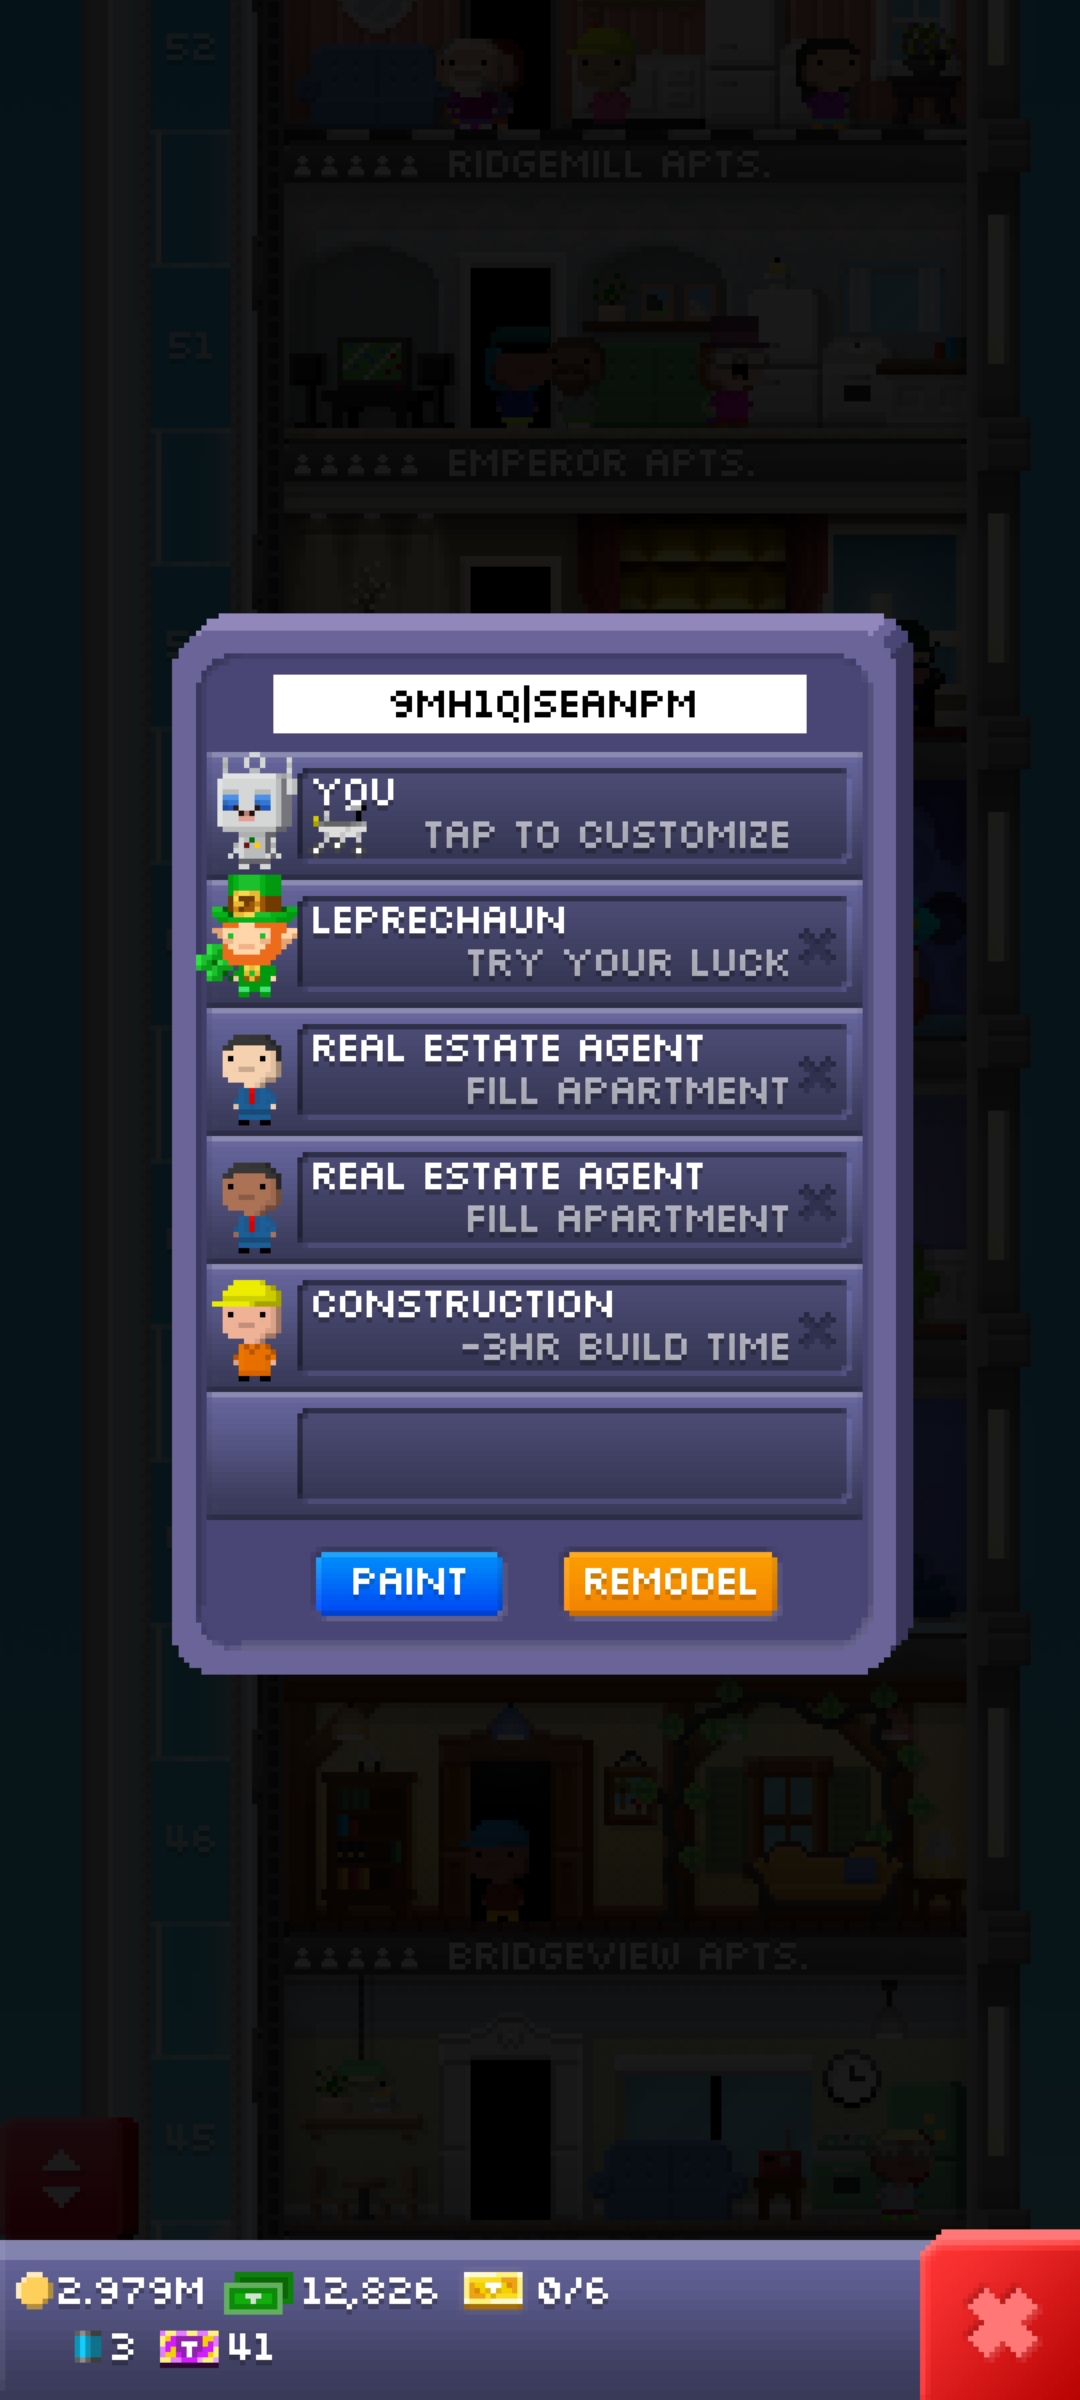 52
RIDGEMILL APTS.
51
EMPEROR APTS.
9MH1Q|SEANPM
YOU
TAP TO CUSTOMIZE
LEPRECHAUN
TRY YOUR LUCK
REAL ESTATE AGENT
FILL APARTMENT
REAL ESTATE AGENT
FILL APARTMENT
CONSTRUCTION
-3HR BUILD TIME
PAINT REMODEL
46
BRIDGEVIEW APTS.
45
2.979M 12,826 0/6
3 T 41